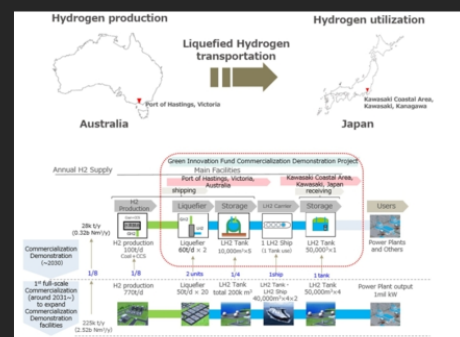 Hydrogen production
Hydrogen utilization
Liquefied Hydrogen
transportation
Port of Hastings, Victoria
Kawasaki Coastal Area,
Kawasaki, Kanagawa
Australia
Japan
Green Innovation Fund Commercialization Demonstration Project
Annual H2 Supply
Main Facilities
Port of Hastings, Victoria,
Australia
Kawasaki Coastal Area,
Kawasaki, Japan
shipping
receiving
H2
Production
Liquefier
Storage
LH2 Carrier
Storage
Users
28k t/y
(0.32b Nm3/y)
Commercialization
Demonstration
(~2030)
H2 production
100t/d
Coal+CCS
Liquefier
60t/d × 2
LH2 Tank
10,000m³×5
1 LH2 Ship
(1 Tank use)
LH2 Tank
50,000m³×1
Power Plants
and Others
1/8
1/8
2 units
1/4
1ship
1 tank
1st full-scale
Commercialization
(around 2031~)
to expand
Commercialization
Demonstration
facilities
225k t/y
(2.52b Nm3/y)
H2 production
770t/d
Liquefier
50t/d × 20
LH2 Tank
total 200k m³
LH2 Tank -
LH2 Ship
40,000m³×4×2
LH2 Tank
50,000m³×4
Power Plant output
1mil kW